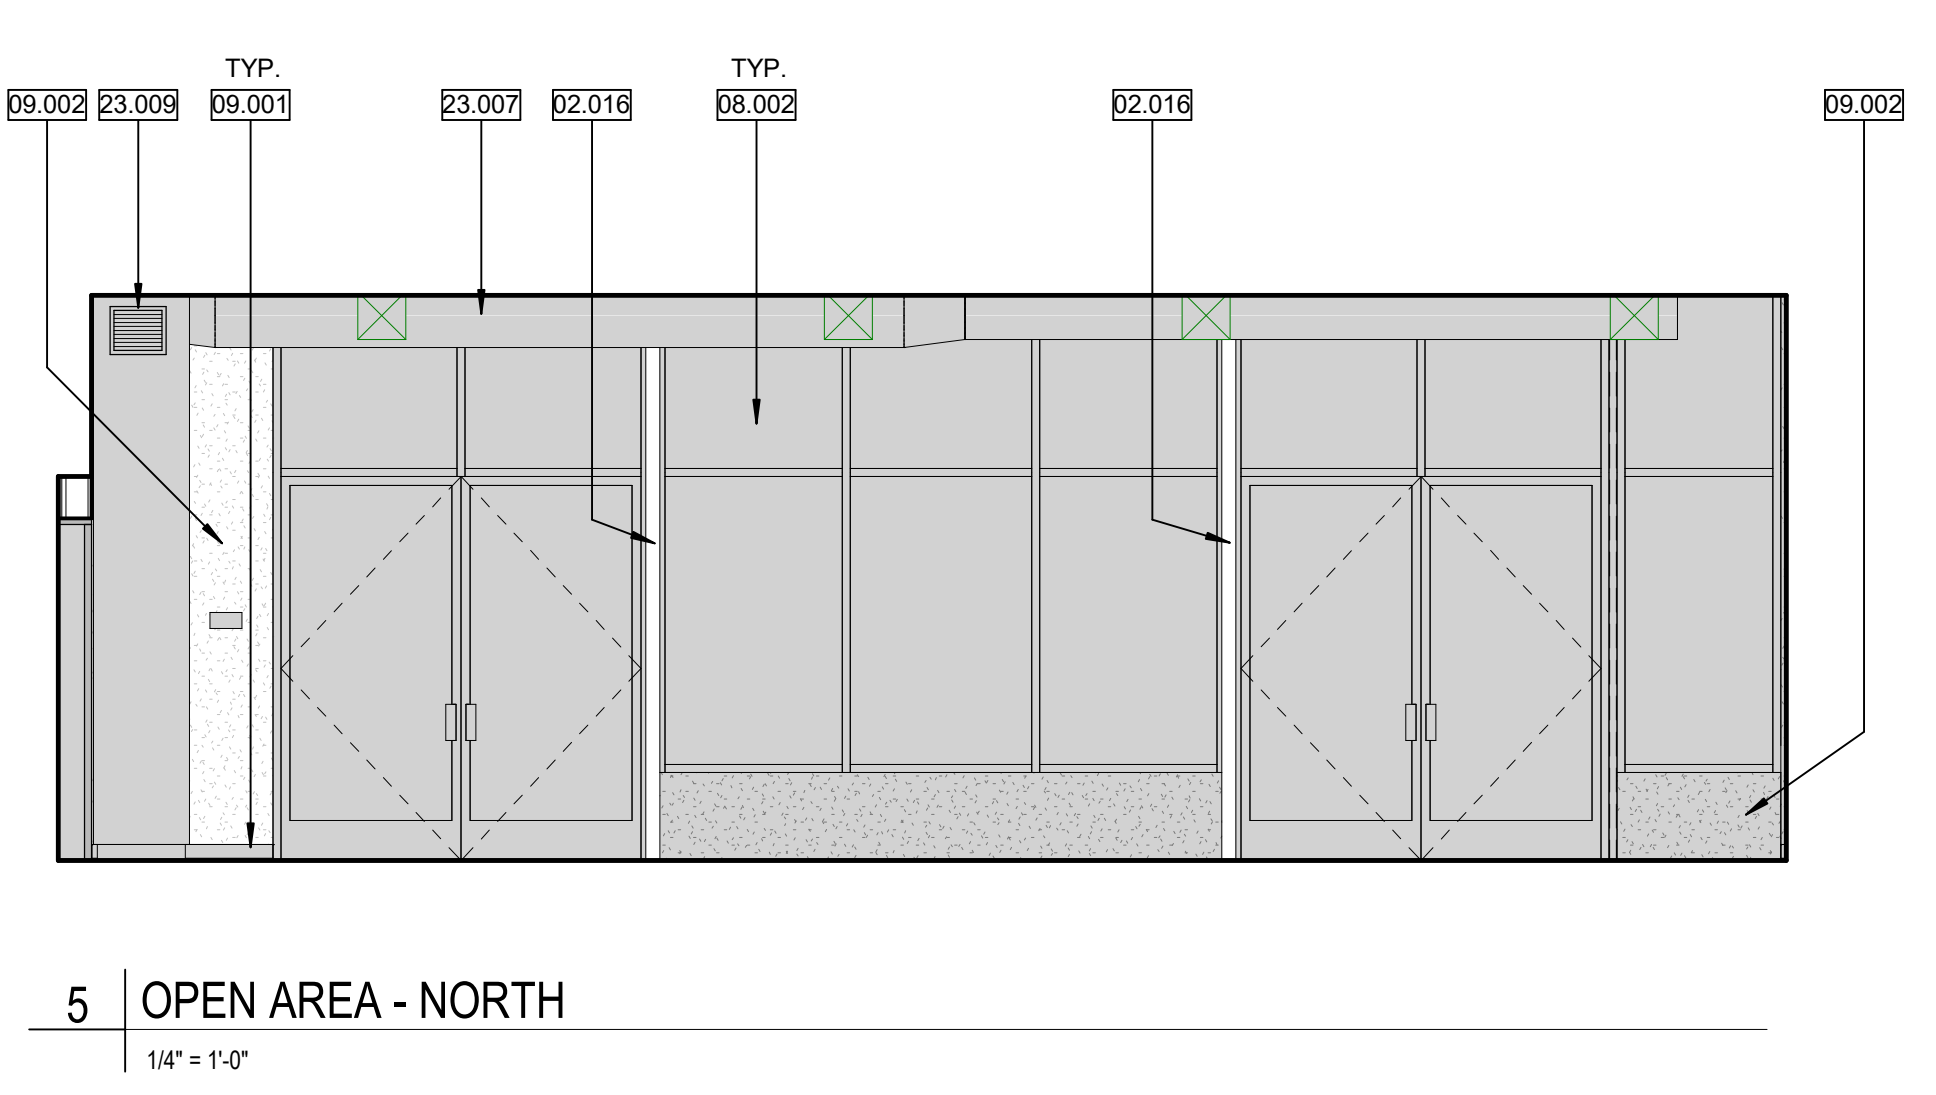 TYP. TYP.
09.002 23.009 09.001 23.007 02.016 08.002 02.016 09.002
5 OPEN AREA - NORTH
1/4" = 1'-0"